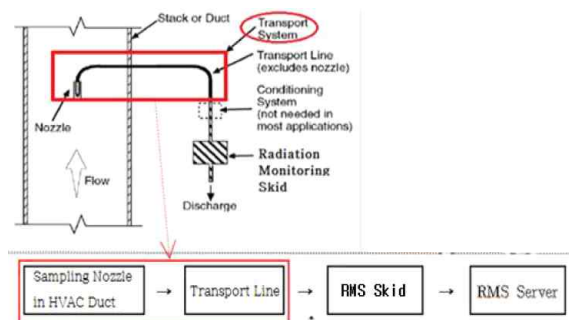 Stack or Duct
Transport
System
Transport Line
(excludes nozzle)
Conditioning
System
(not needed in
most applications)
Nozzle
Radiation
Monitoring
Skid
Flow
Discharge
Sampling Nozzle
in HVAC Duct
→
Transport Line
→
RMS Skid
→
RMS Server